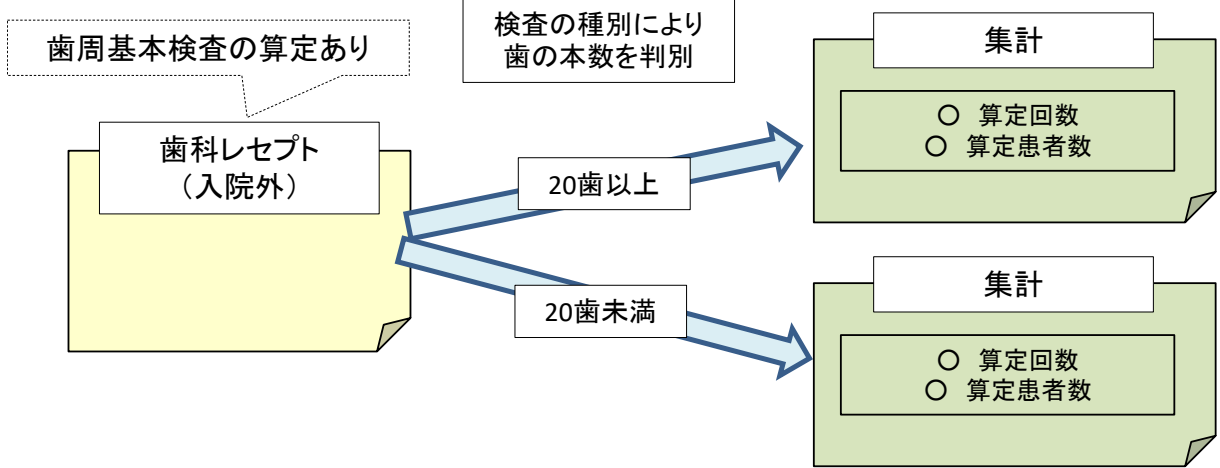 歯周基本検査の算定あり
検査の種別により
歯の本数を判別
歯科レセプト
（入院外）
20歯以上
20歯未満
集計
○ 算定回数
○ 算定患者数
集計
○ 算定回数
○ 算定患者数